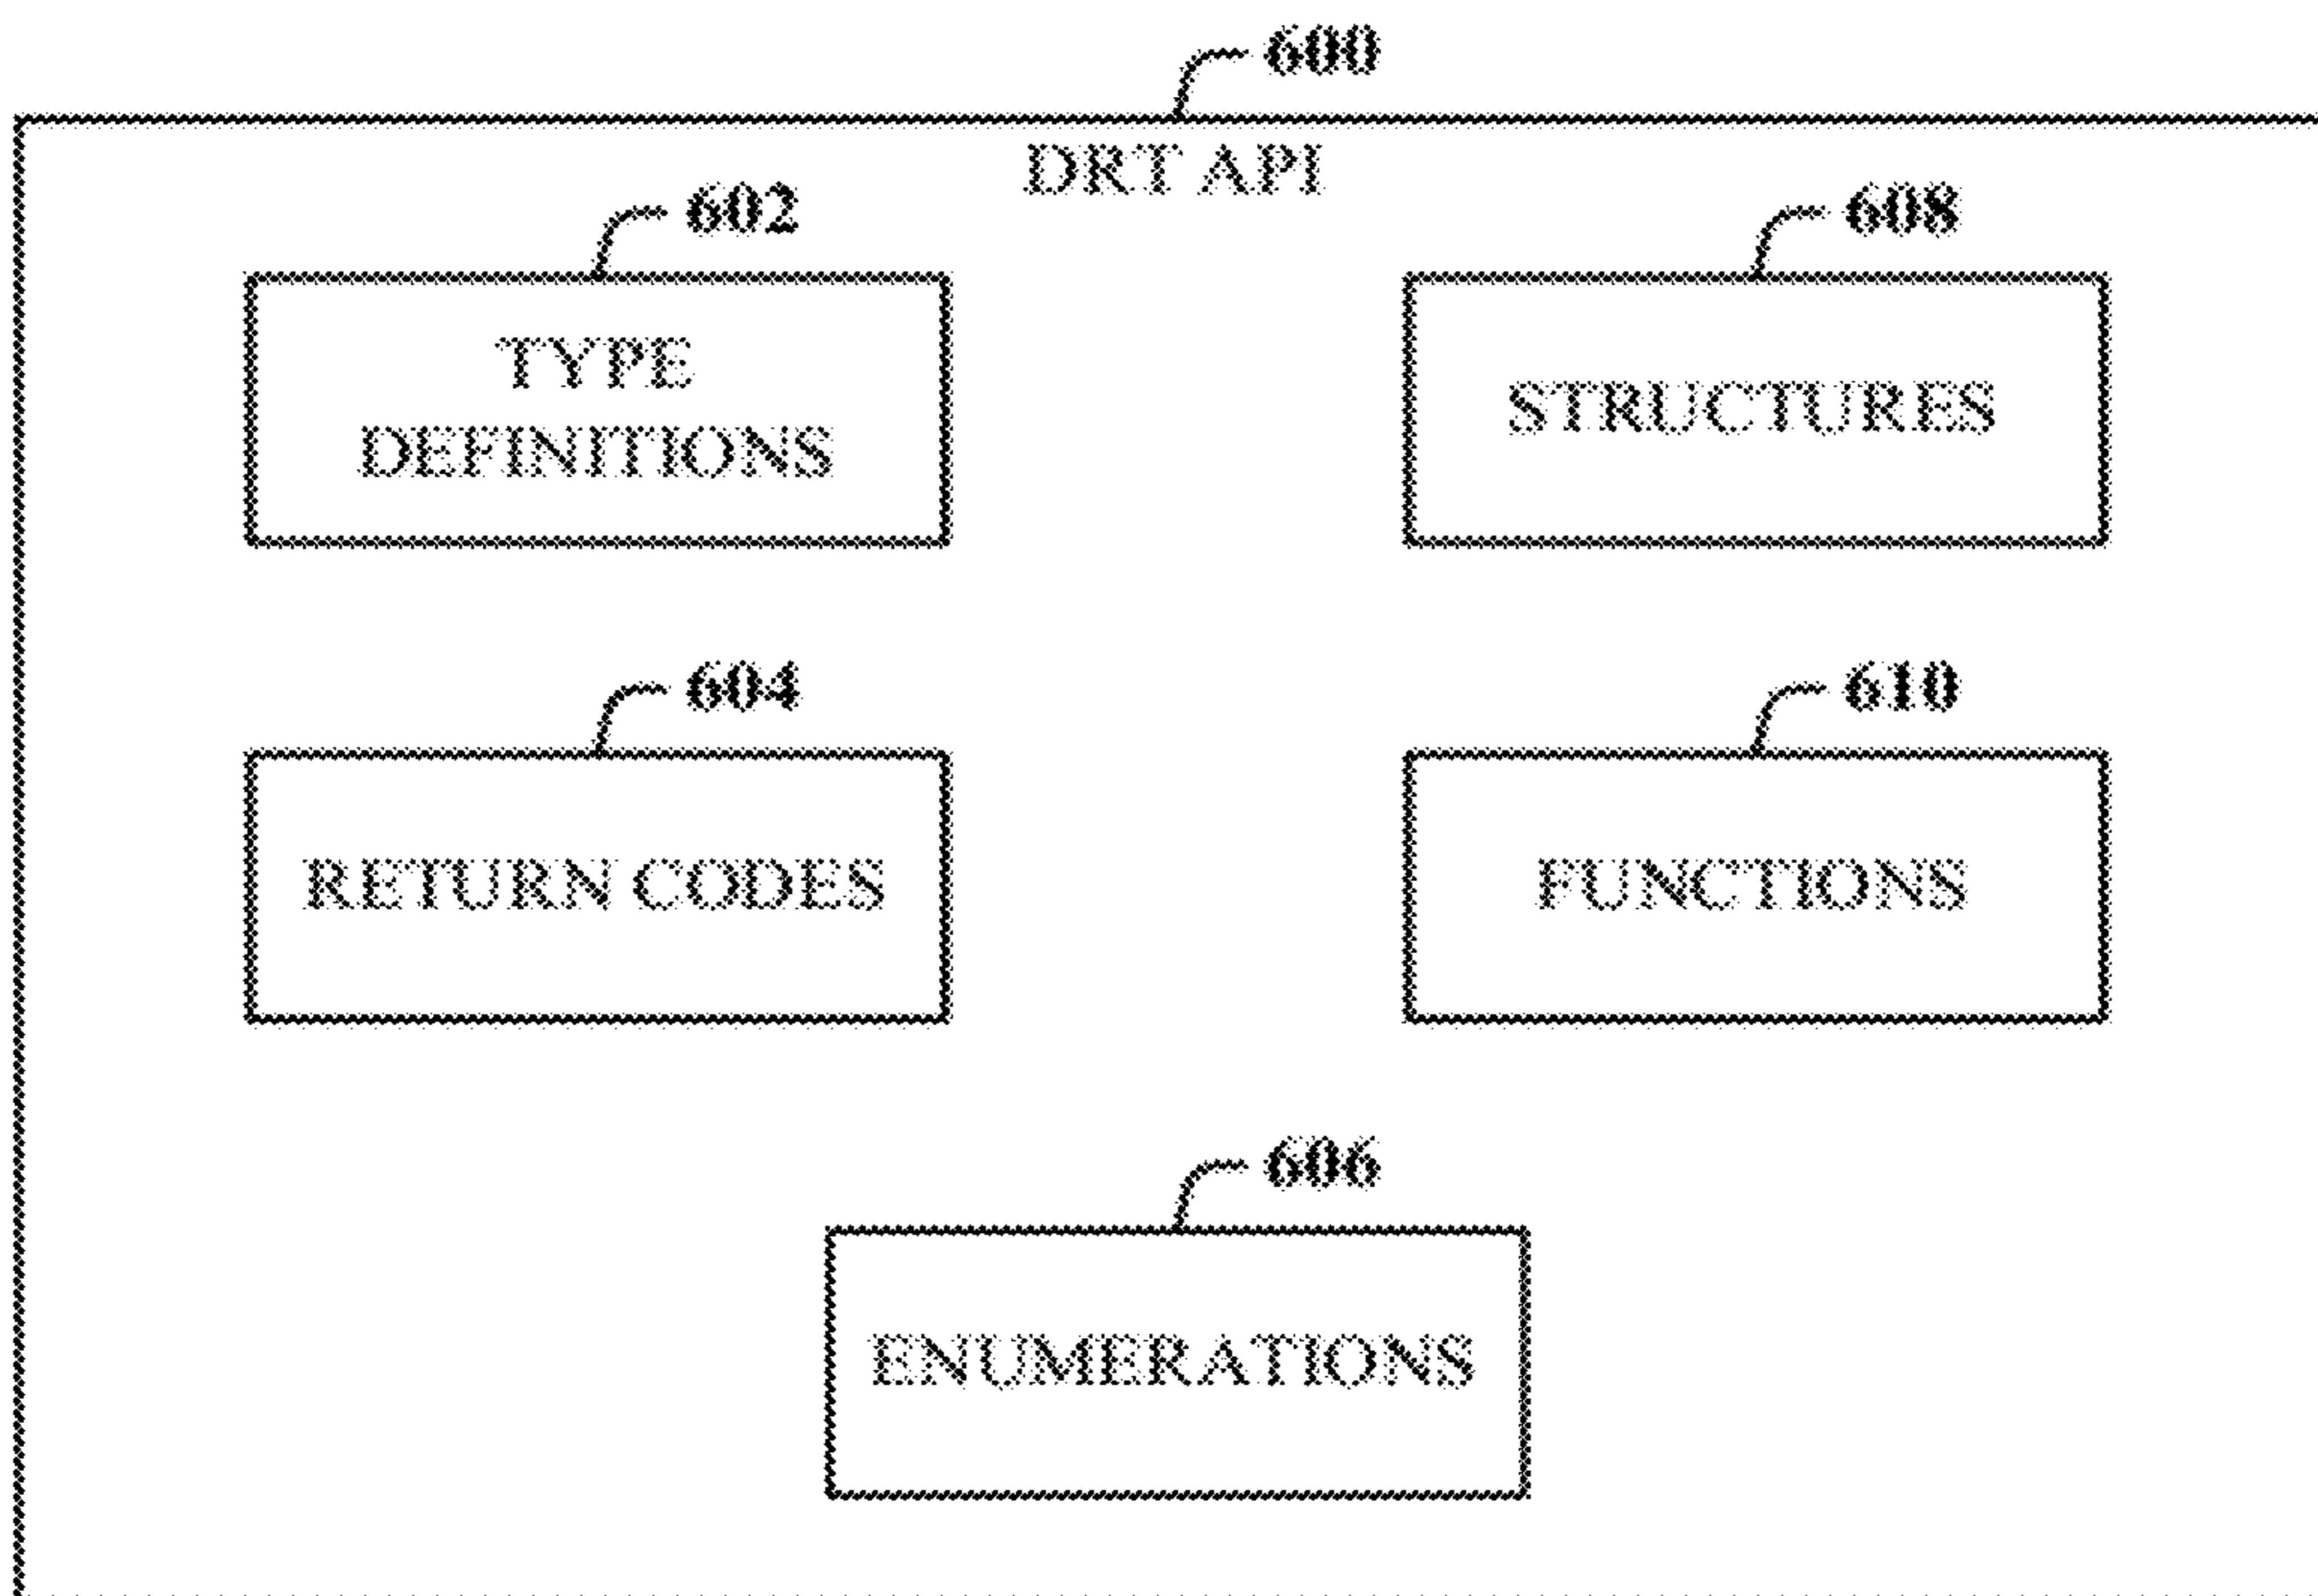 600
DRT API
602
608
TYPE
DEFINITIONS
STRUCTURES
604
610
RETURN CODES
FUNCTIONS
606
ENUMERATIONS